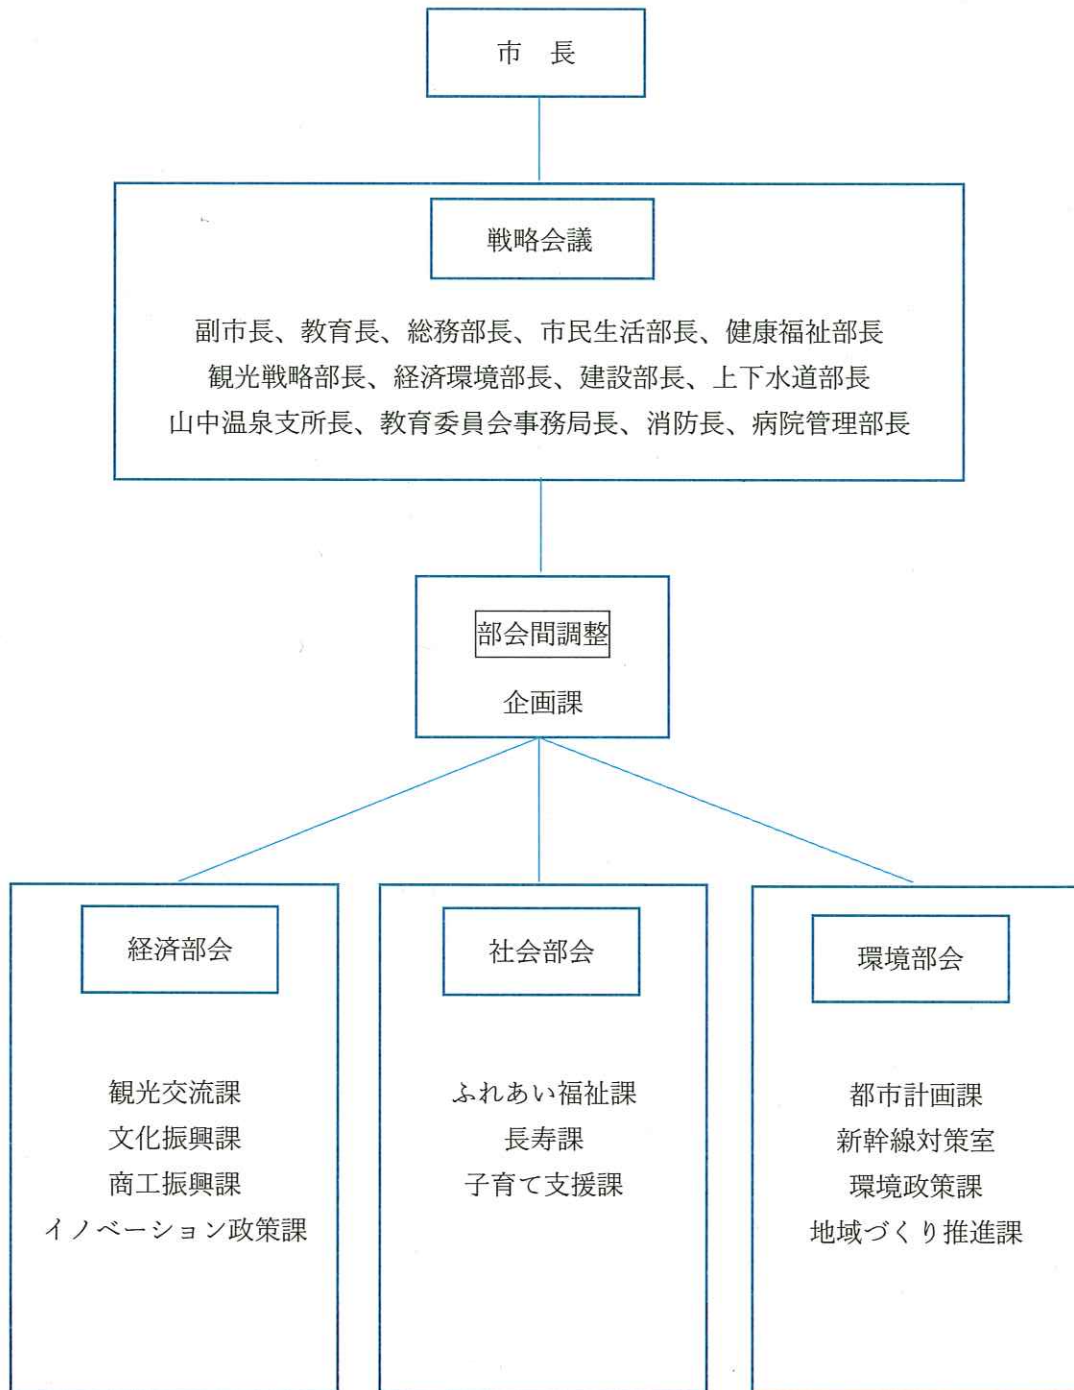 市　長
戦略会議
副市長、教育長、総務部長、市民生活部長、健康福祉部長
観光戦略部長、経済環境部長、建設部長、上下水道部長
山中温泉支所長、教育委員会事務局長、消防長、病院管理部長
部会間調整
企画課
経済部会
観光交流課
文化振興課
商工振興課
イノベーション政策課
社会部会
ふれあい福祉課
長寿課
子育て支援課
環境部会
都市計画課
新幹線対策室
環境政策課
地域づくり推進課